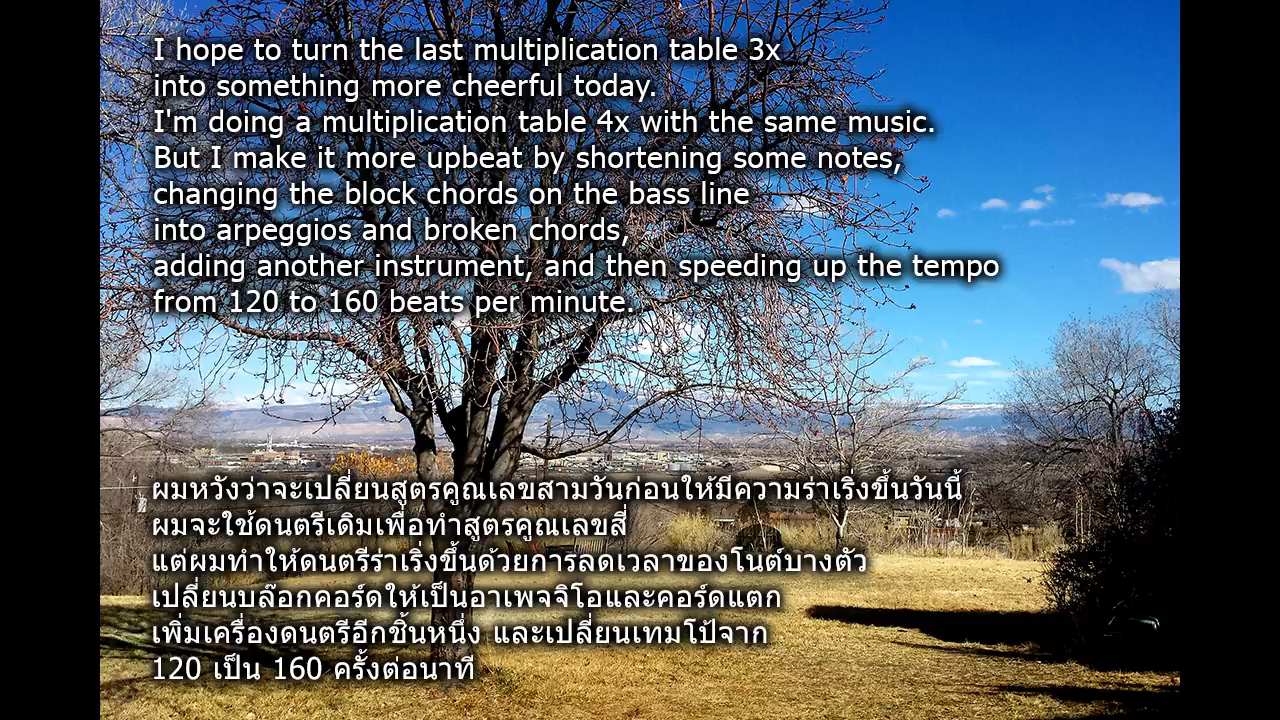 I hope to turn the last multiplication table 3x
into something more cheerful today.
I'm doing a multiplication table 4x with the same music.
But I make it more upbeat by shortening some notes,
changing the block chords on the bass line
into arpeggios and broken chords,
adding another instrument, and then speeding up the tempo
from 120 to 160 beats per minute.
ผมหวังว่าจะเปลี่ยนสูตรคูณเลขสามวันก่อนให้มีความร่าเริ่งขึ้นวันนี้
ผมจะใช้ดนตรีเดิมเพื่อทำสูตรคูณเลขสี่
แต่ผมทำให้ดนตรีร่าเริ่งขึ้นด้วยการลดเวลาของโนต์บางตัว
เปลี่ยนบล๊อกคอร์ดให้เป็นอาเพจจิโอและคอร์ดแตก
เพิ่มเครื่องดนตรีอีกชิ้นหนึ่ง และเปลี่ยนเทมโป้จาก
120 เป็น 160 ครั้งต่อนาที